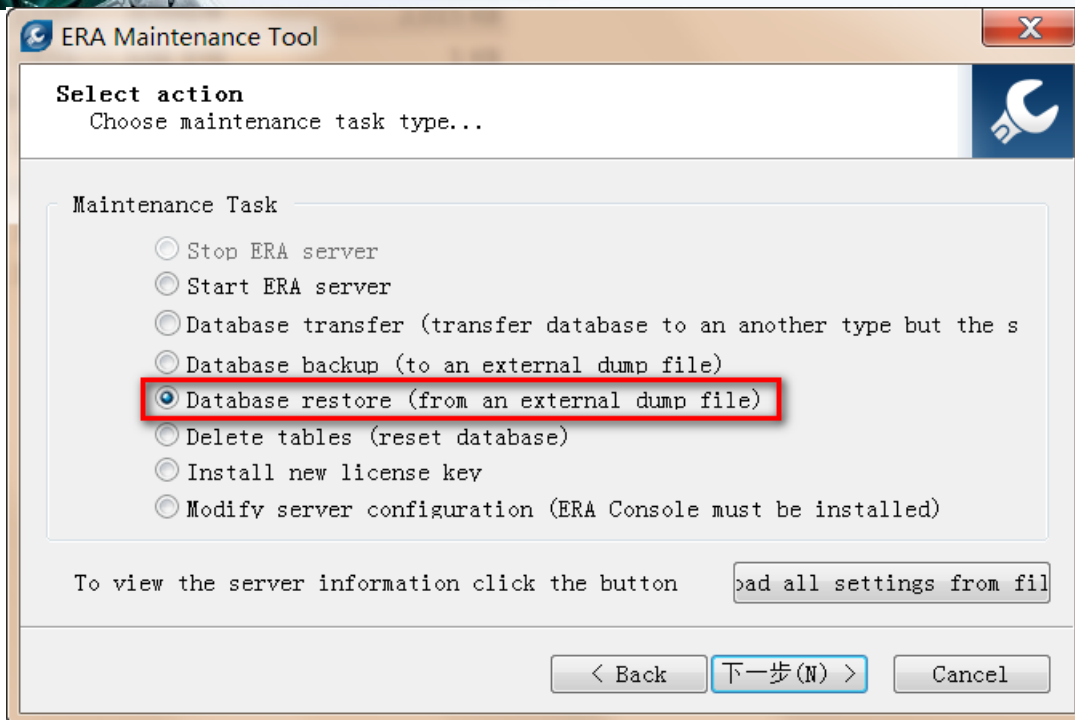 ERA Maintenance Tool
Select action
Choose maintenance task type...
Maintenance Task
Stop ERA server
Start ERA server
Database transfer (transfer database to an another type but the s
Database backup (to an external dump file)
Database restore (from an external dump file)
Delete tables (reset database)
Install new license key
Modify server configuration (ERA Console must be installed)
To view the server information click the button oad all settings from fil
< Back 下一步(N) > Cancel